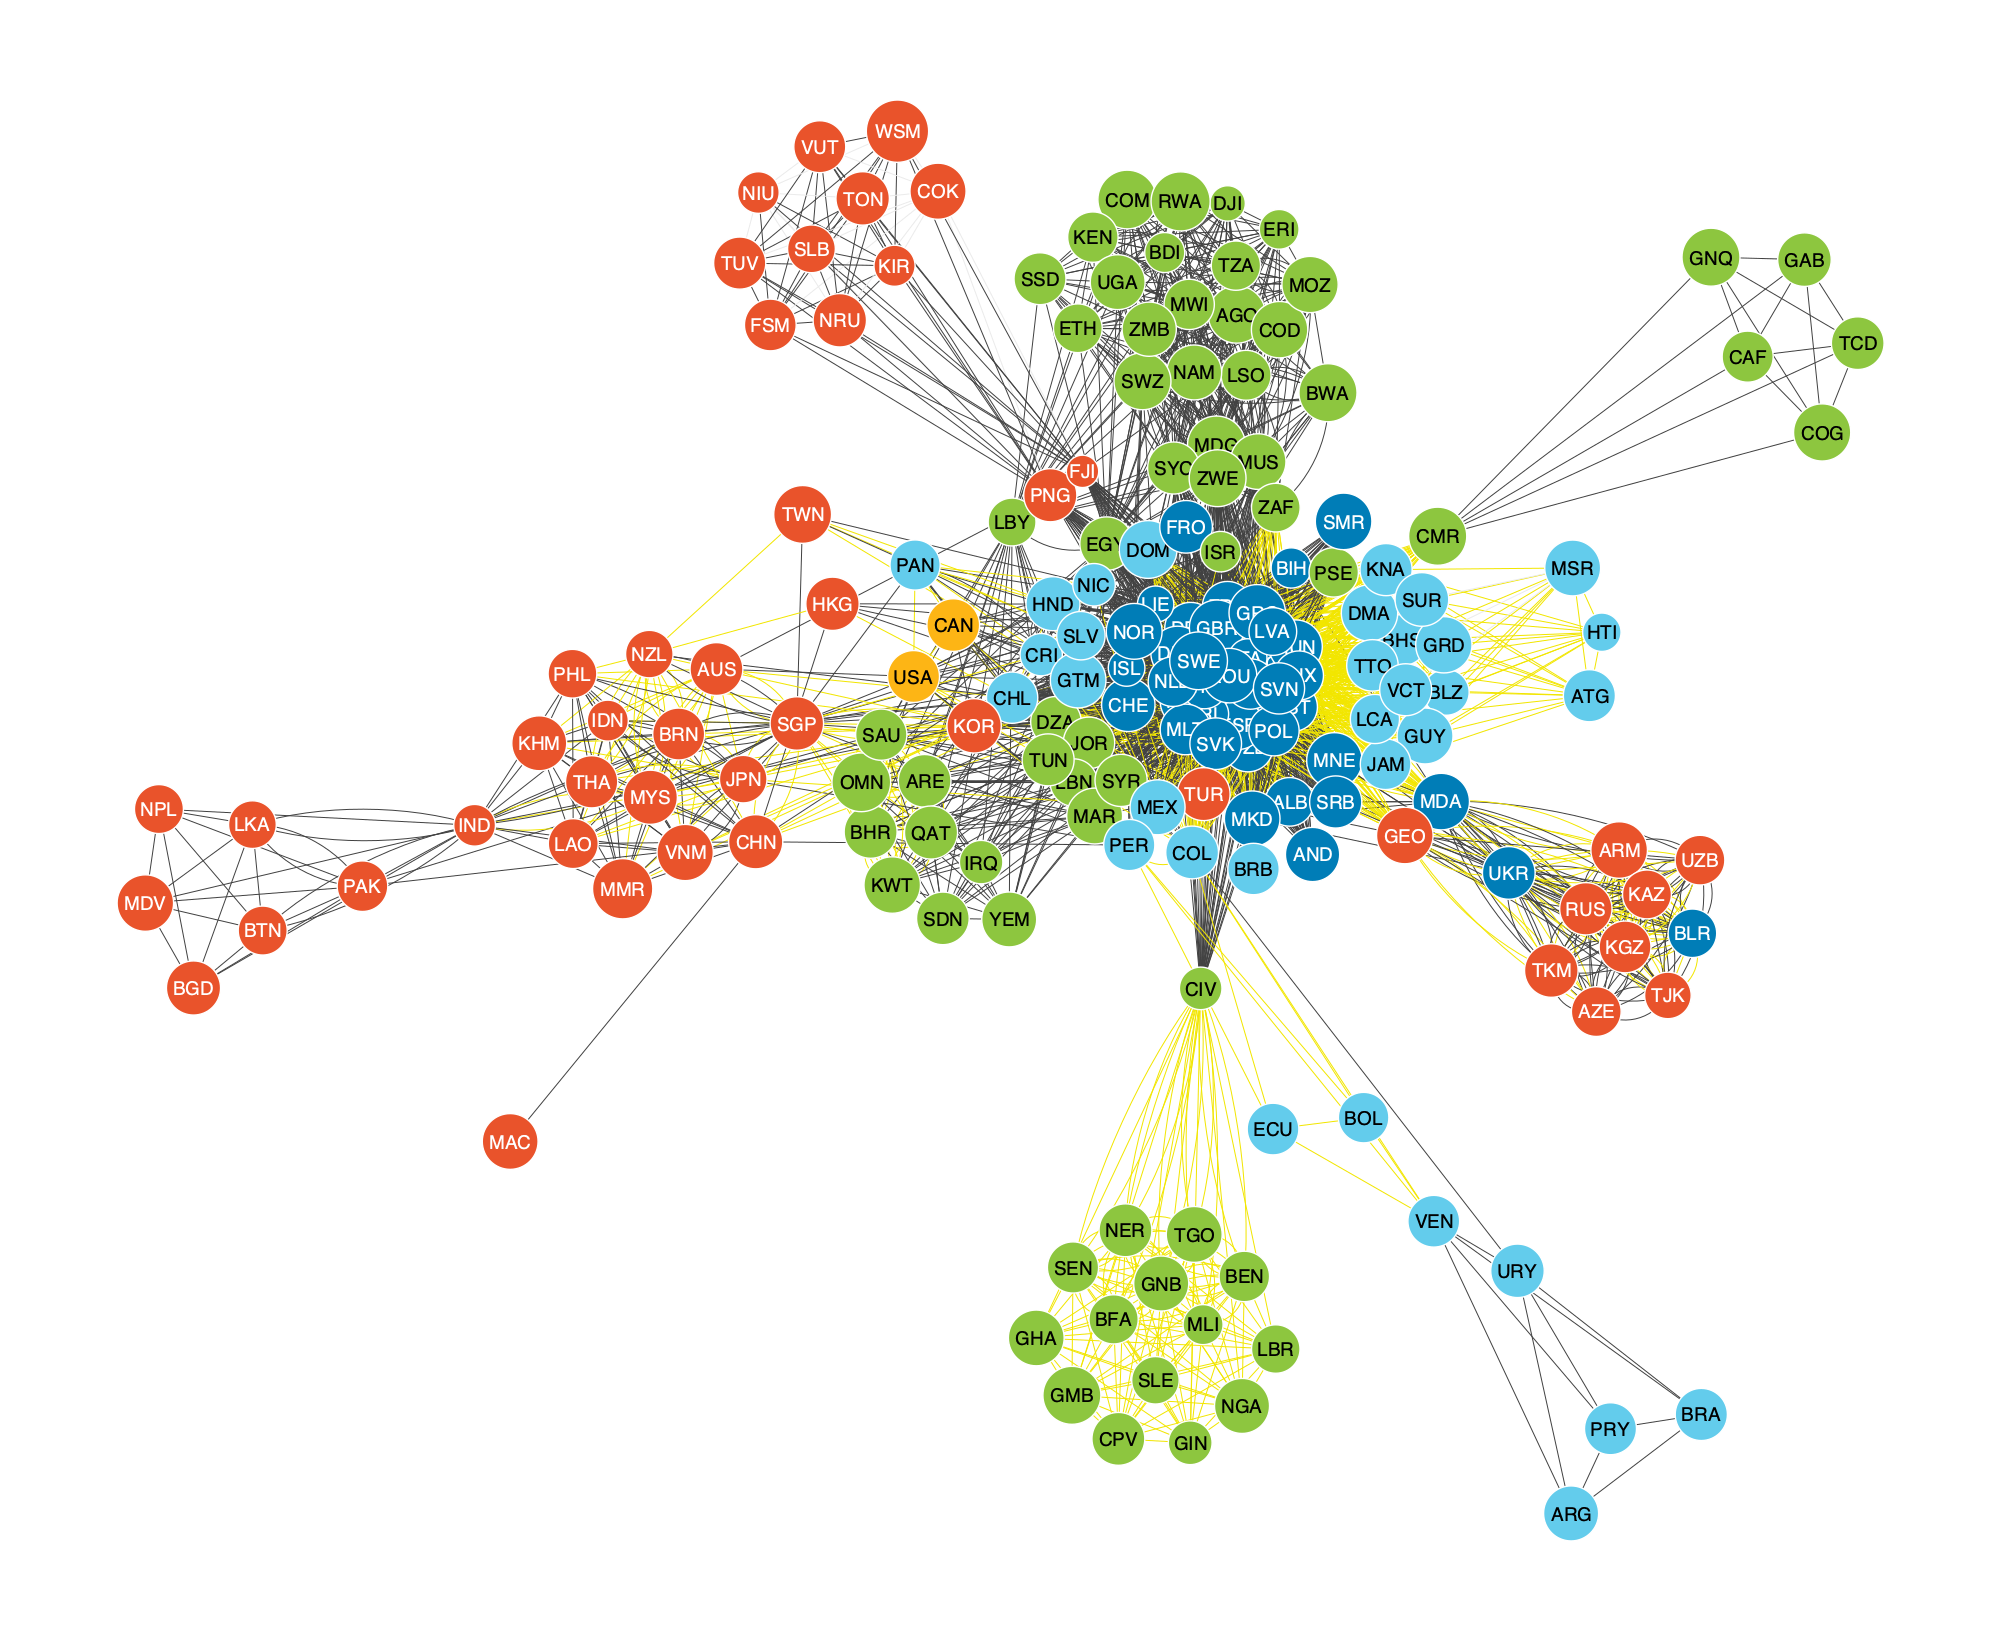 WSM
VUT
NIU
TON
COK
TUV
SLB
KIR
FSM
NRU
COM
RWA
DJI
KEN
BDI
ERI
SSD
UGA
TZA
MOZ
MWI
ETH
ZMB
COD
SWZ
NAM
LSO
BWA
GNQ
GAB
CAF
TCD
COG
FJI
PNG
MUS
ZWE
ZAF
TWN
LBY
FRO
SMR
CMR
DOM
ISR
PAN
BIH
PSE
KNA
MSR
NIC
HKG
HND
CAN
NOR
LVA
DMA
SUR
HTI
SLV
GRD
NZL
CRI
PHL
AUS
USA
ISL
SWE
TTO
GTM
SVN
VCT
BLZ
ATG
CHL
CHE
IDN
SGP
KOR
DZA
LCA
KHM
BRN
SAU
JOR
SVK
POL
GUY
TUN
MNE
JAM
THA
MYS
JPN
OMN
ARE
SYR
TUR
NPL
LKA
IND
MEX
MKD
ALB
SRB
MDA
MAR
LAO
VNM
CHN
BHR
QAT
PER
COL
BRB
AND
GEO
ARM
UZB
PAK
MMR
KWT
IRQ
UKR
KAZ
MDV
BTN
SDN
YEM
RUS
BLR
KGZ
BGD
CIV
TKM
TJK
AZE
MAC
ECU
BOL
NER
TGO
VEN
SEN
GNB
BEN
URY
BFA
MLI
GHA
LBR
SLE
GMB
NGA
CPV
GIN
PRY
BRA
ARG